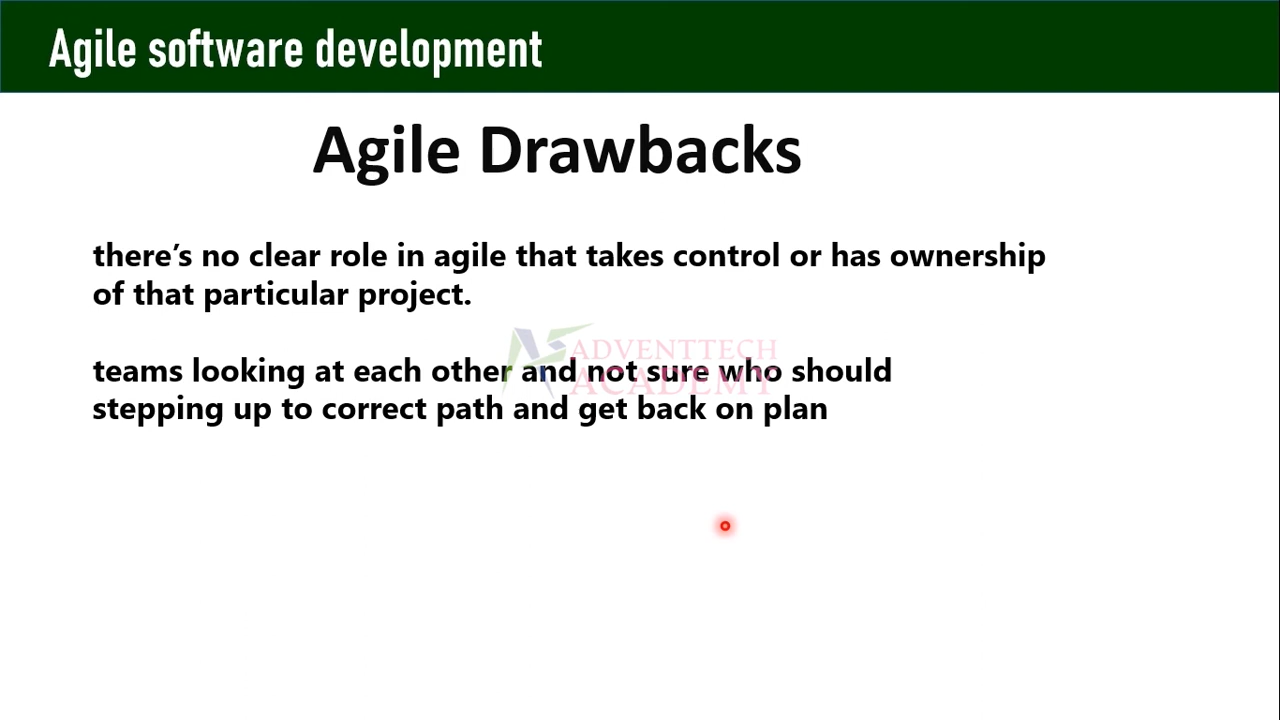 Agile software development
Agile Drawbacks
there’s no clear role in agile that takes control or has ownership
of that particular project.
ADVENTTECH
ACADEMY
teams looking at each other and not sure who should
stepping up to correct path and get back on plan